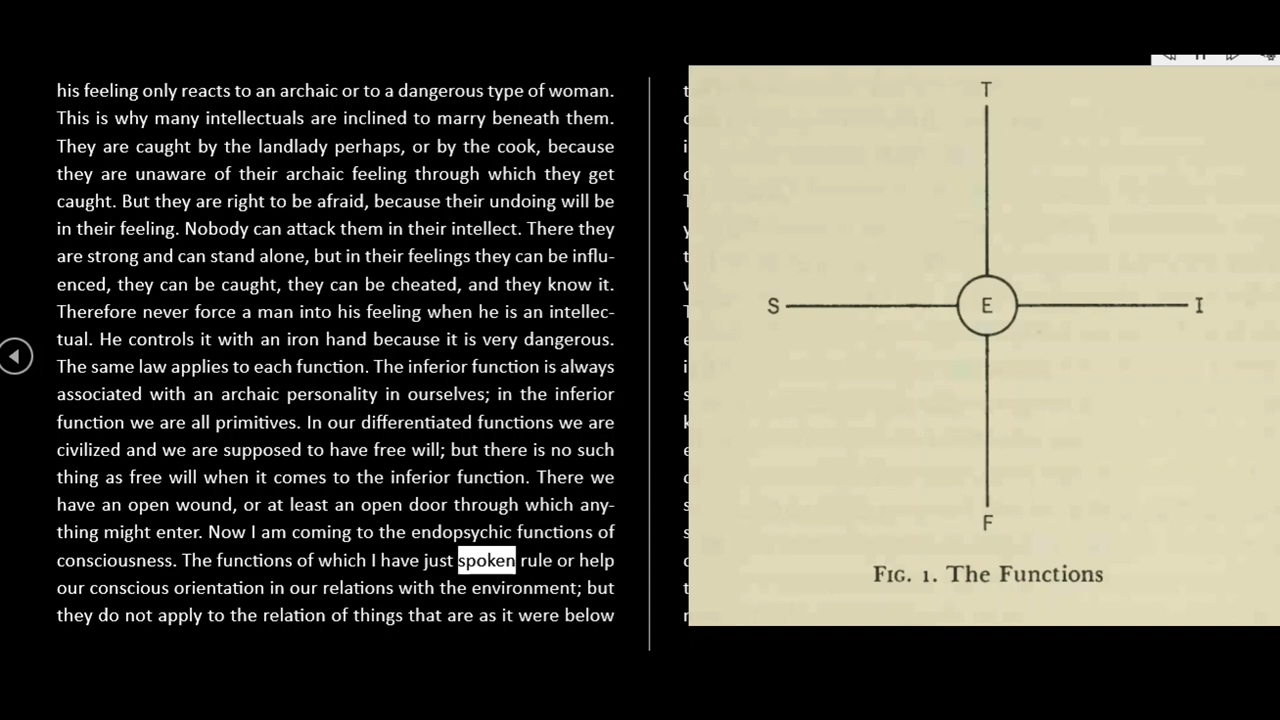 his feeling only reacts to an archaic or to a dangerous type of woman.
This is why many intellectuals are inclined to marry beneath them.
They are caught by the landlady perhaps, or by the cook, because
they are unaware of their archaic feeling through which they get
caught. But they are right to be afraid, because their undoing will be
in their feeling. Nobody can attack them in their intellect. There they
are strong and can stand alone, but in their feelings they can be influ-
enced, they can be caught, they can be cheated, and they know it.
Therefore never force a man into his feeling when he is an intellec-
tual. He controls it with an iron hand because it is very dangerous.
The same law applies to each function. The inferior function is always
associated with an archaic personality in ourselves; in the inferior
function we are all primitives. In our differentiated functions we are
civilized and we are supposed to have free will; but there is no such
thing as free will when it comes to the inferior function. There we
have an open wound, or at least an open door through which any-
thing might enter. Now I am coming to the endopsychic functions of
consciousness. The functions of which I have just spoken rule or help
our conscious orientation in our relations with the environment; but
they do not apply to the relation of things that are as it were below
T
S E I
F
FIG. 1. The Functions